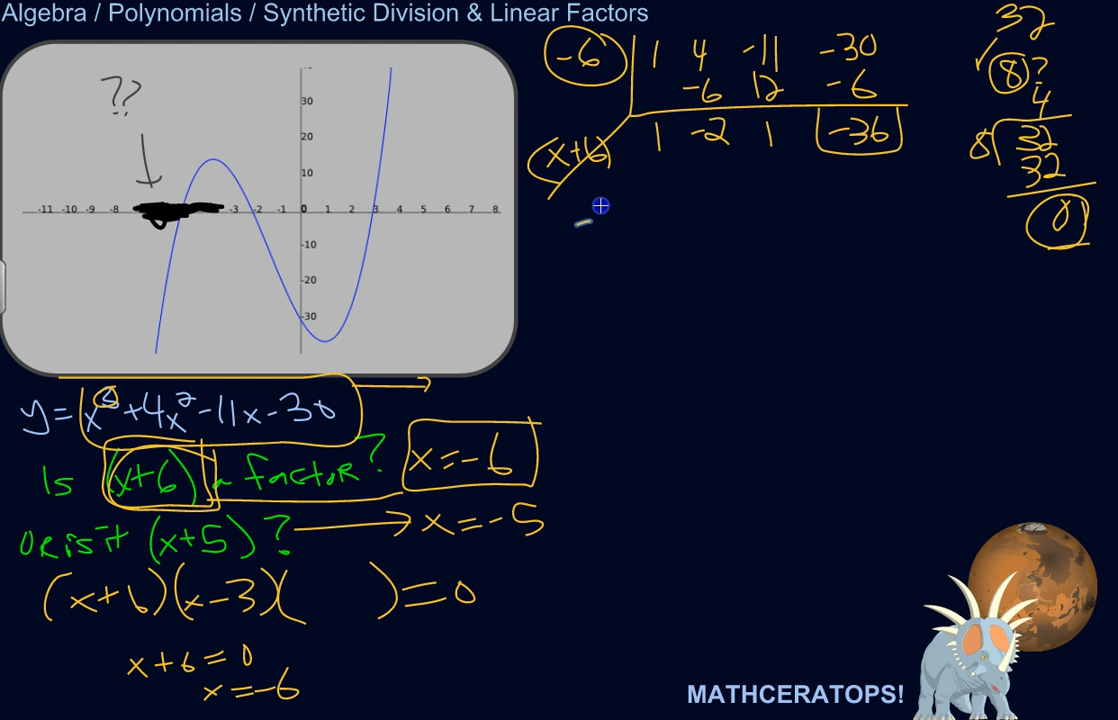 Algebra / Polynomials / Synthetic Division & Linear Factors
??
30
20
10
-11 -10 -9 -8 -3 -2 -1 0 1 2 3 4 5 6 7 8
-10
-20
-30
-6 1 4 -11 -30
-6 12 -6
(x+6) 1 -2 1 -36
32
✓ 8 ?
4
8 32
32
0
y = x³+4x²-11x-30
Is (x+6) a factor? x=-6
or is it (x+5)? → x=-5
(x+6)(x-3)( )=0
x+6=0
x=-6
MATHCERATOPS!